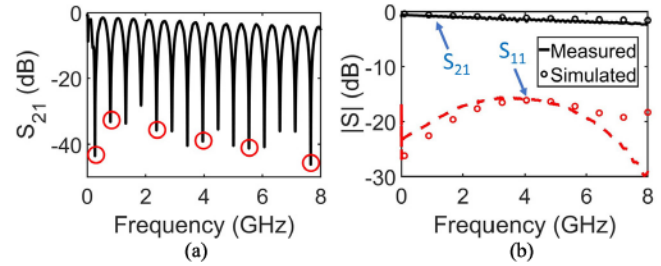 0
-20
-40
S21 (dB)
0 2 4 6 8
Frequency (GHz)
(a)
0
-10
-20
-30
|S| (dB)
S21
S11
Measured
Simulated
0 2 4 6 8
Frequency (GHz)
(b)